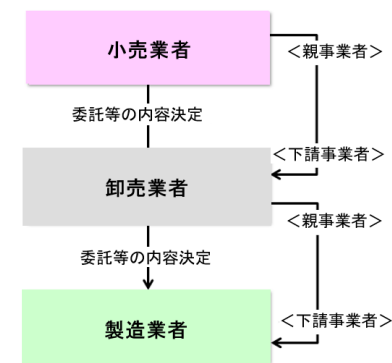 小売業者
＜親事業者＞
委託等の内容決定
＜下請事業者＞
卸売業者
＜親事業者＞
委託等の内容決定
＜下請事業者＞
製造業者